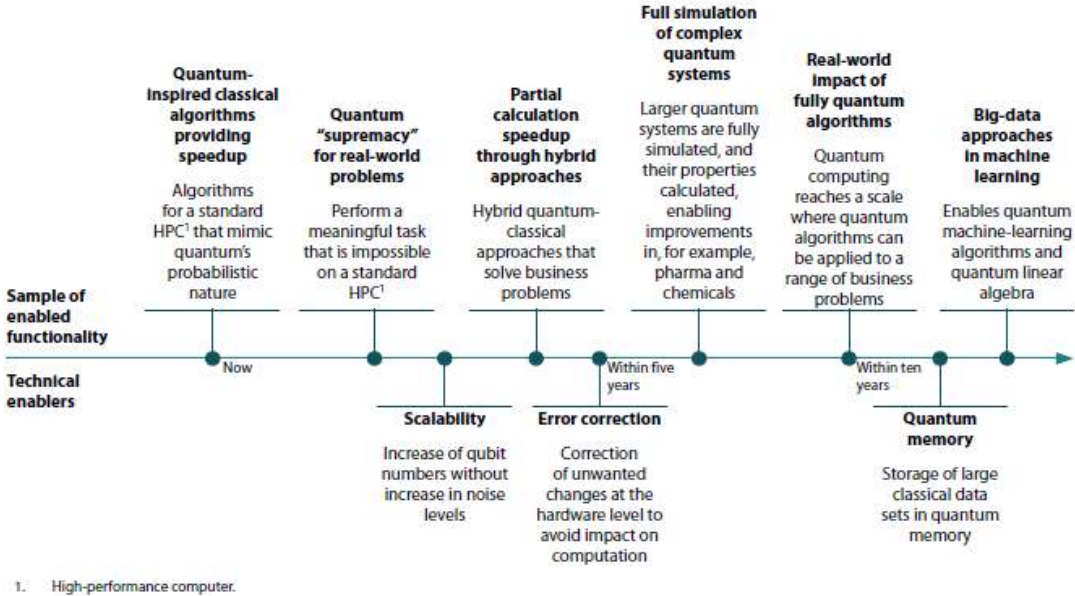 Quantum-
inspired classical
algorithms
providing
speedup
Algorithms
for a standard
HPC¹ that mimic
quantum's
probabilistic
nature
Quantum
“supremacy”
for real-world
problems
Perform a
meaningful task
that is impossible
on a standard
HPC¹
Partial
calculation
speedup
through hybrid
approaches
Hybrid quantum-
classical
approaches that
solve business
problems
Full simulation
of complex
quantum
systems
Larger quantum
systems are fully
simulated, and
their properties
calculated,
enabling
improvements
in, for example,
pharma and
chemicals
Real-world
impact of
fully quantum
algorithms
Quantum
computing
reaches a scale
where quantum
algorithms can
be applied to a
range of business
problems
Big-data
approaches
in machine
learning
Enables quantum
machine-learning
algorithms and
quantum linear
algebra
Sample of
enabled
functionality
Now
Within five
years
Within ten
years
Technical
enablers
Scalability
Increase of qubit
numbers without
increase in noise
levels
Error correction
Correction
of unwanted
changes at the
hardware level to
avoid impact on
computation
Quantum
memory
Storage of large
classical data
sets in quantum
memory
1. High-performance computer.